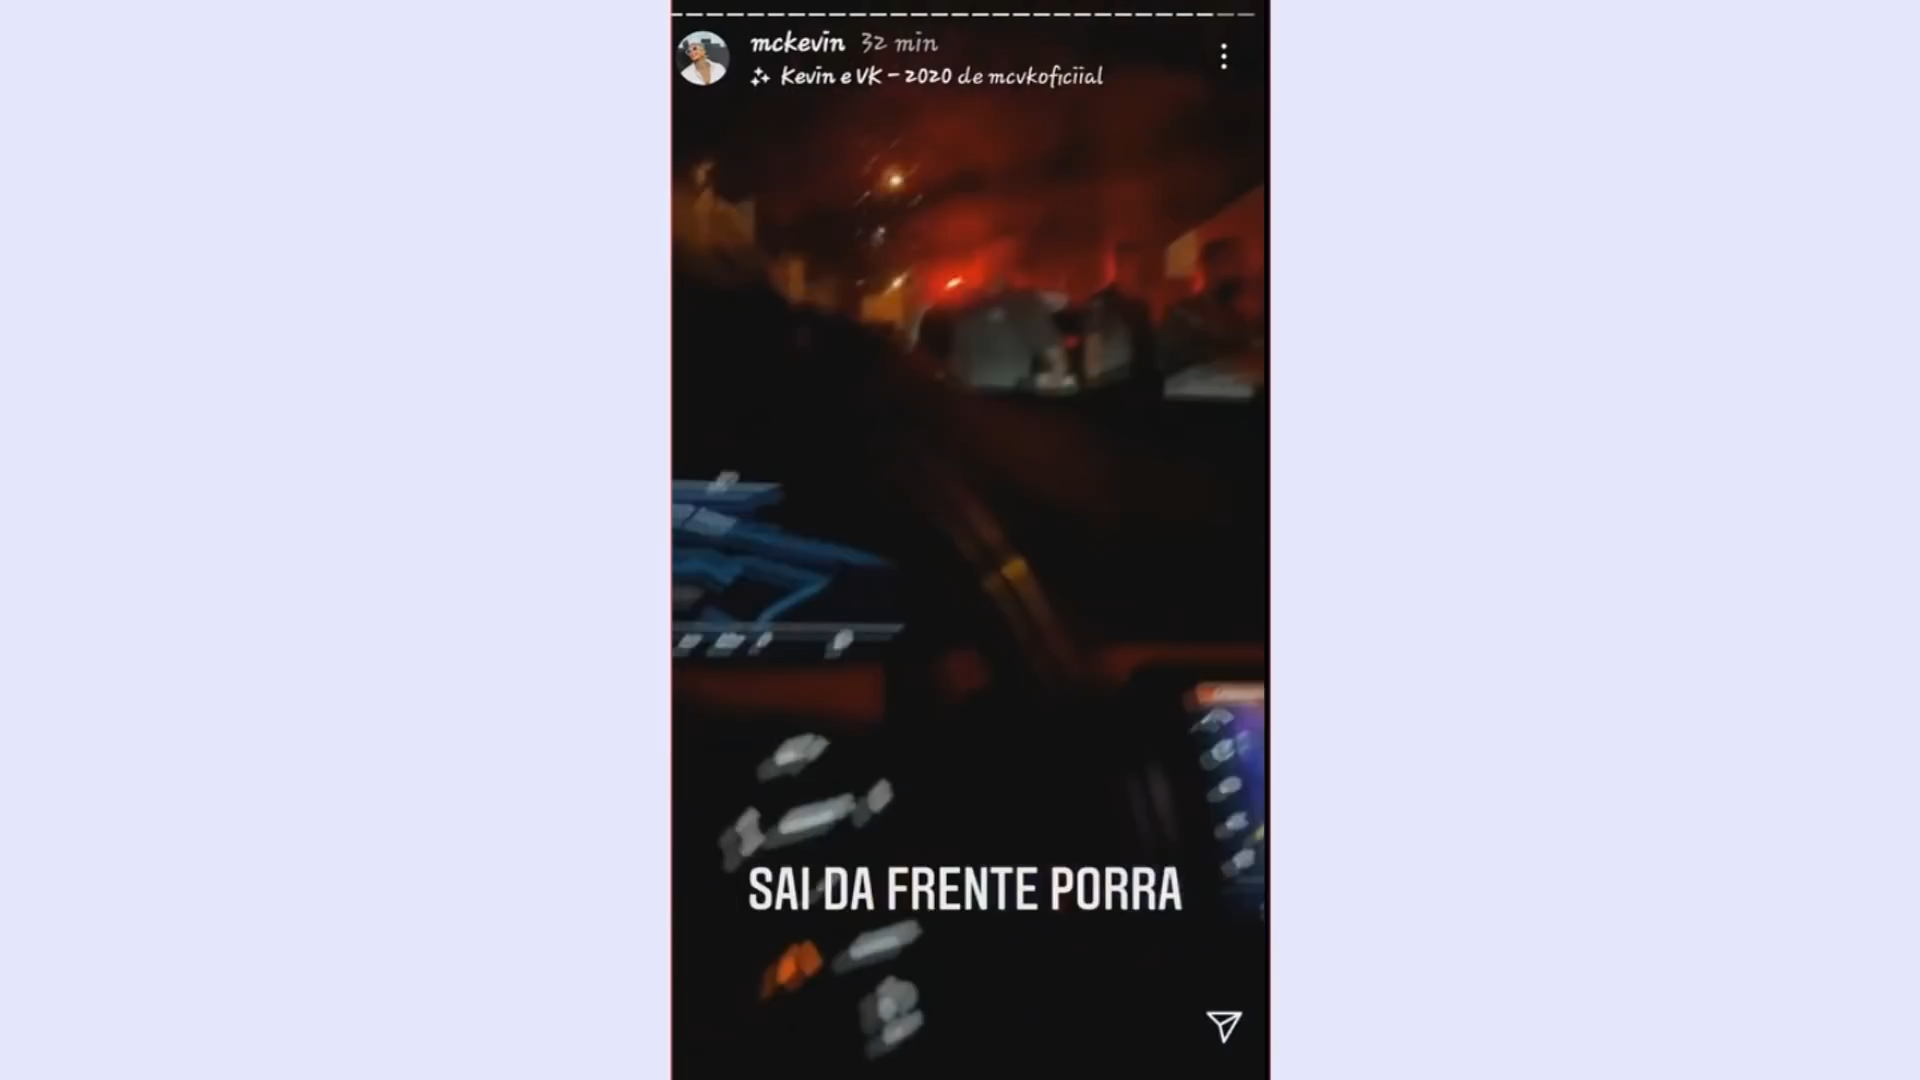 mckevin 32 min
Kevin e VK - 2020 de mcvkoficiial
SAI DA FRENTE PORRA